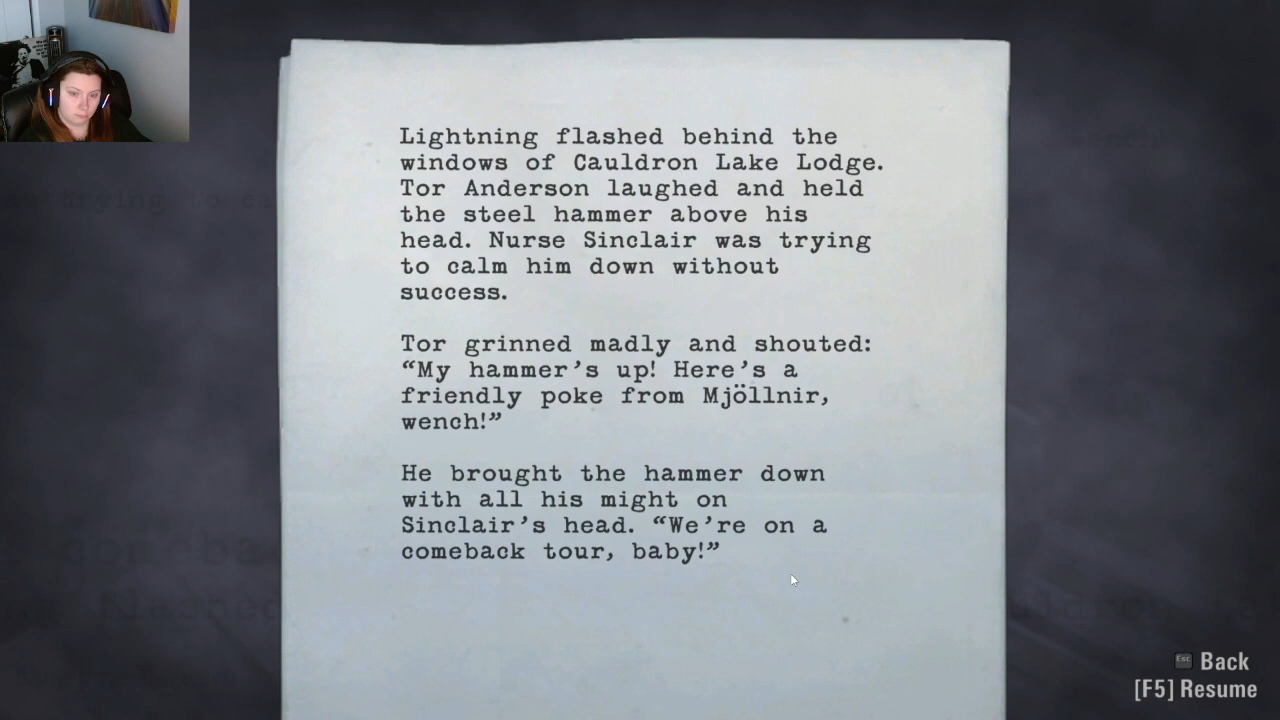 Lightning flashed behind the
windows of Cauldron Lake Lodge.
Tor Anderson laughed and held
the steel hammer above his
head. Nurse Sinclair was trying
to calm him down without
success.
Tor grinned madly and shouted:
“My hammer’s up! Here’s a
friendly poke from Mjöllnir,
wench!”
He brought the hammer down
with all his might on
Sinclair’s head. “We’re on a
comeback tour, baby!”
Esc Back
[F5] Resume